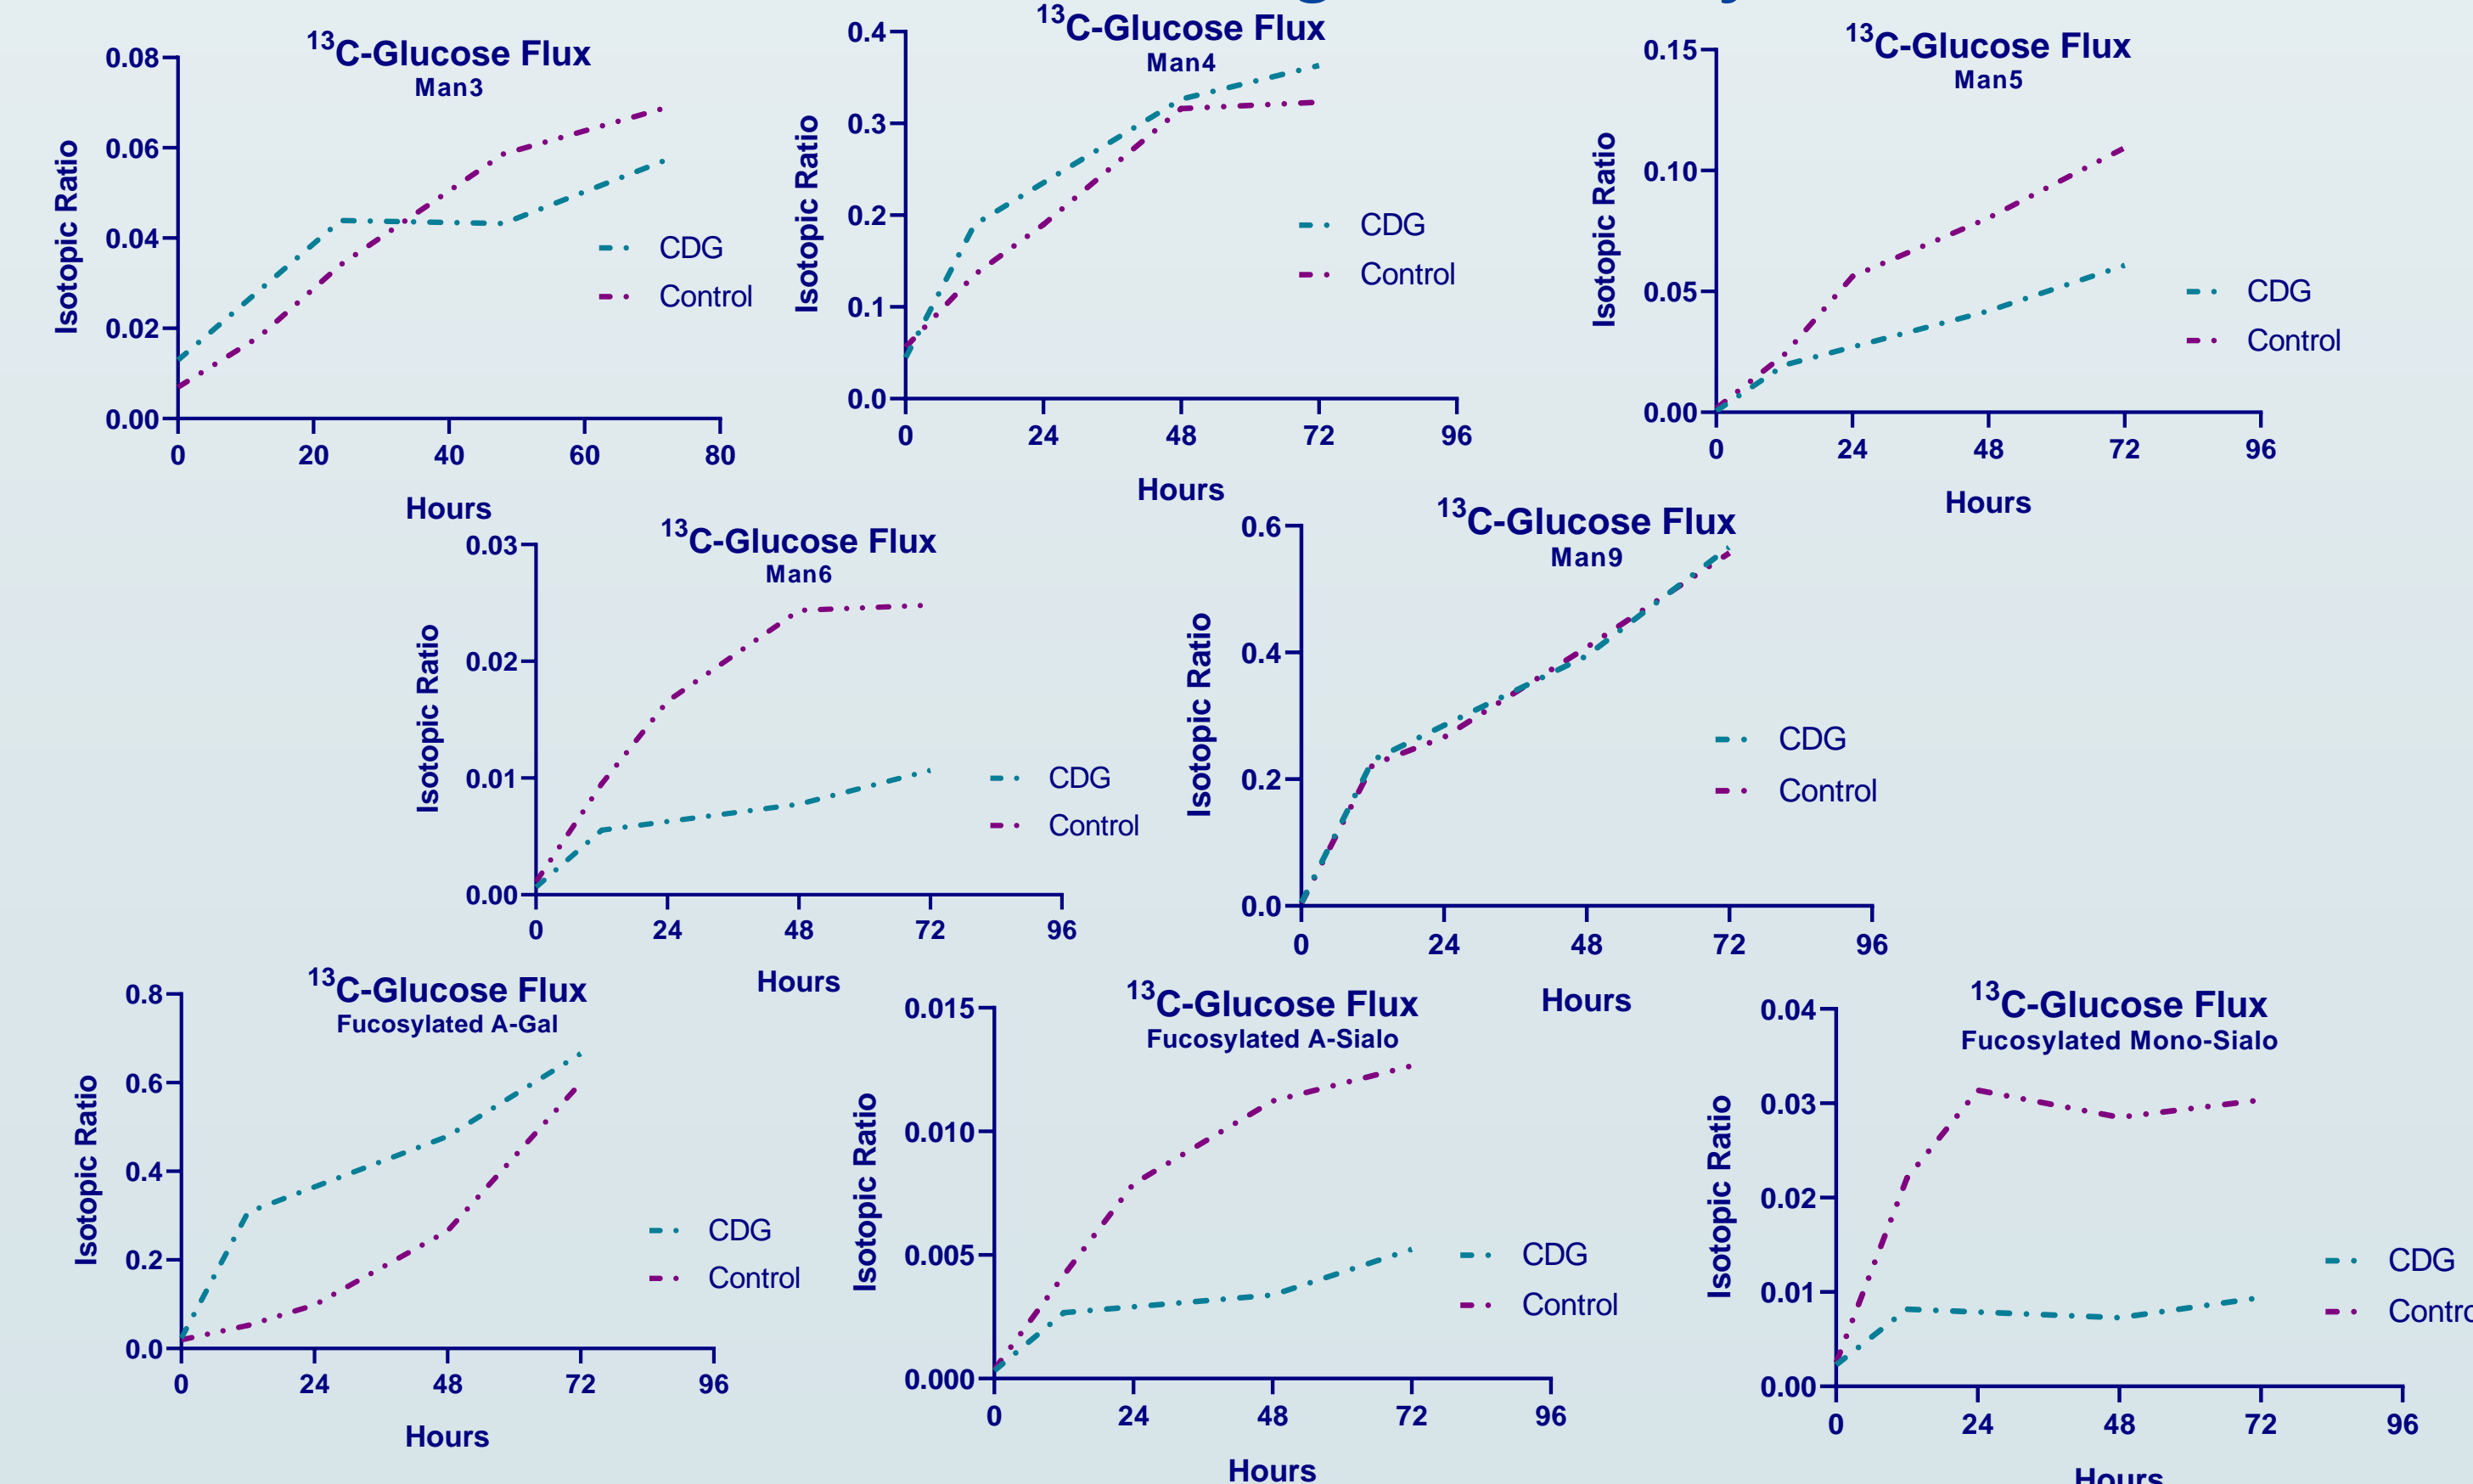 ¹³C-Glucose Flux
Man3
Isotopic Ratio
0.08
0.06
0.04
0.02
0.00
0 20 40 60 80
Hours
CDG
Control
¹³C-Glucose Flux
Man4
Isotopic Ratio
0.4
0.3
0.2
0.1
0.0
0 24 48 72 96
Hours
CDG
Control
¹³C-Glucose Flux
Man5
Isotopic Ratio
0.15
0.10
0.05
0.00
0 24 48 72 96
Hours
CDG
Control
¹³C-Glucose Flux
Man6
Isotopic Ratio
0.03
0.02
0.01
0.00
0 24 48 72 96
Hours
CDG
Control
¹³C-Glucose Flux
Man9
Isotopic Ratio
0.6
0.4
0.2
0.0
0 24 48 72 96
Hours
CDG
Control
¹³C-Glucose Flux
Fucosylated A-Gal
Isotopic Ratio
0.8
0.6
0.4
0.2
0.0
0 24 48 72 96
Hours
CDG
Control
¹³C-Glucose Flux
Fucosylated A-Sialo
Isotopic Ratio
0.015
0.010
0.005
0.000
0 24 48 72 96
Hours
CDG
Control
¹³C-Glucose Flux
Fucosylated Mono-Sialo
Isotopic Ratio
0.04
0.03
0.02
0.01
0.00
0 24 48 72 96
Hours
CDG
Contro